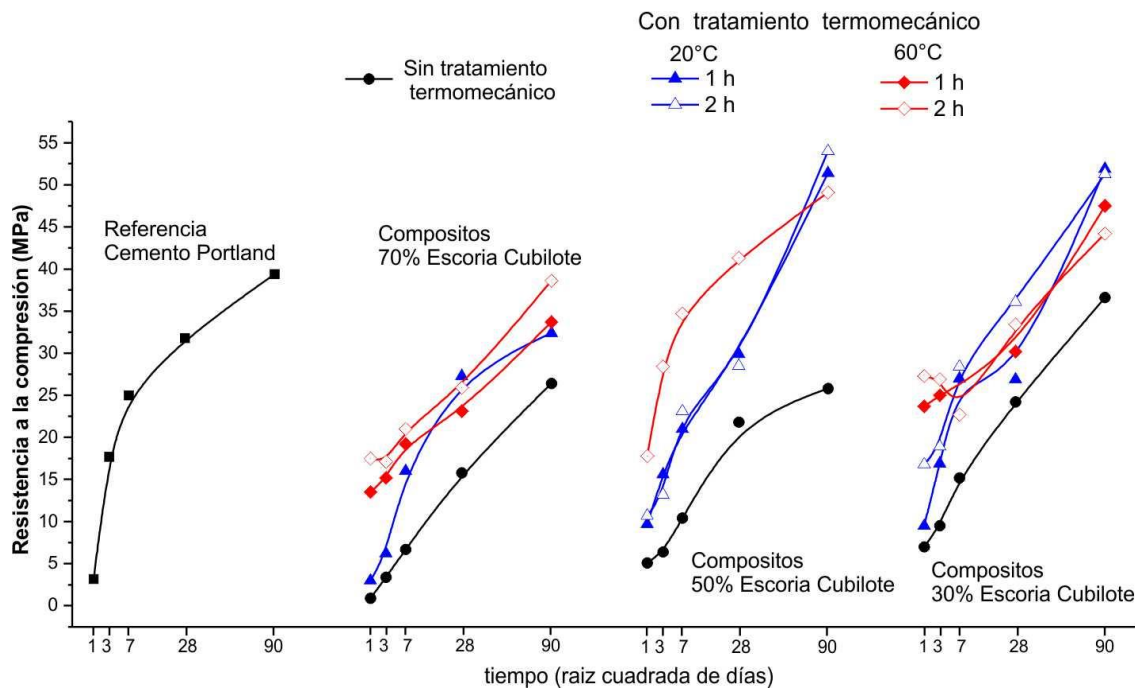 Con tratamiento termomecánico
20°C 60°C
Sin tratamiento
termomecánico
1 h
2 h
1 h
2 h
Resistencia a la compresión (MPa)
55
50
45
40
35
30
25
20
15
10
5
0
Referencia
Cemento Portland
Compositos
70% Escoria Cubilote
Compositos
50% Escoria Cubilote
Compositos
30% Escoria Cubilote
1 3 7 28 90 1 3 7 28 90 1 3 7 28 90 1 3 7 28 90
tiempo (raiz cuadrada de días)